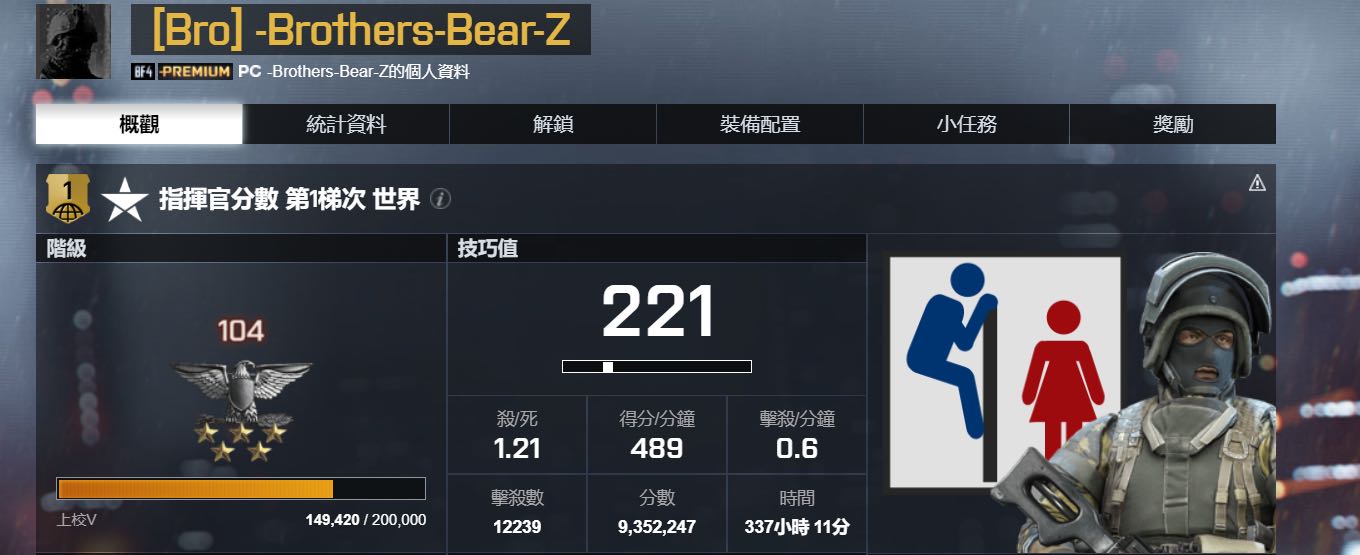 [Bro] -Brothers-Bear-Z
BF4 PREMIUM PC -Brothers-Bear-Z的個人資料
概觀 統計資料 解鎖 裝備配置 小任務 獎勵
1 指揮官分數 第1梯次 世界 i
階級 技巧值
221
104
殺/死 得分/分鐘 擊殺/分鐘
1.21 489 0.6
擊殺數 分數 時間
12239 9,352,247 337小時 11分
上校V 149,420 / 200,000